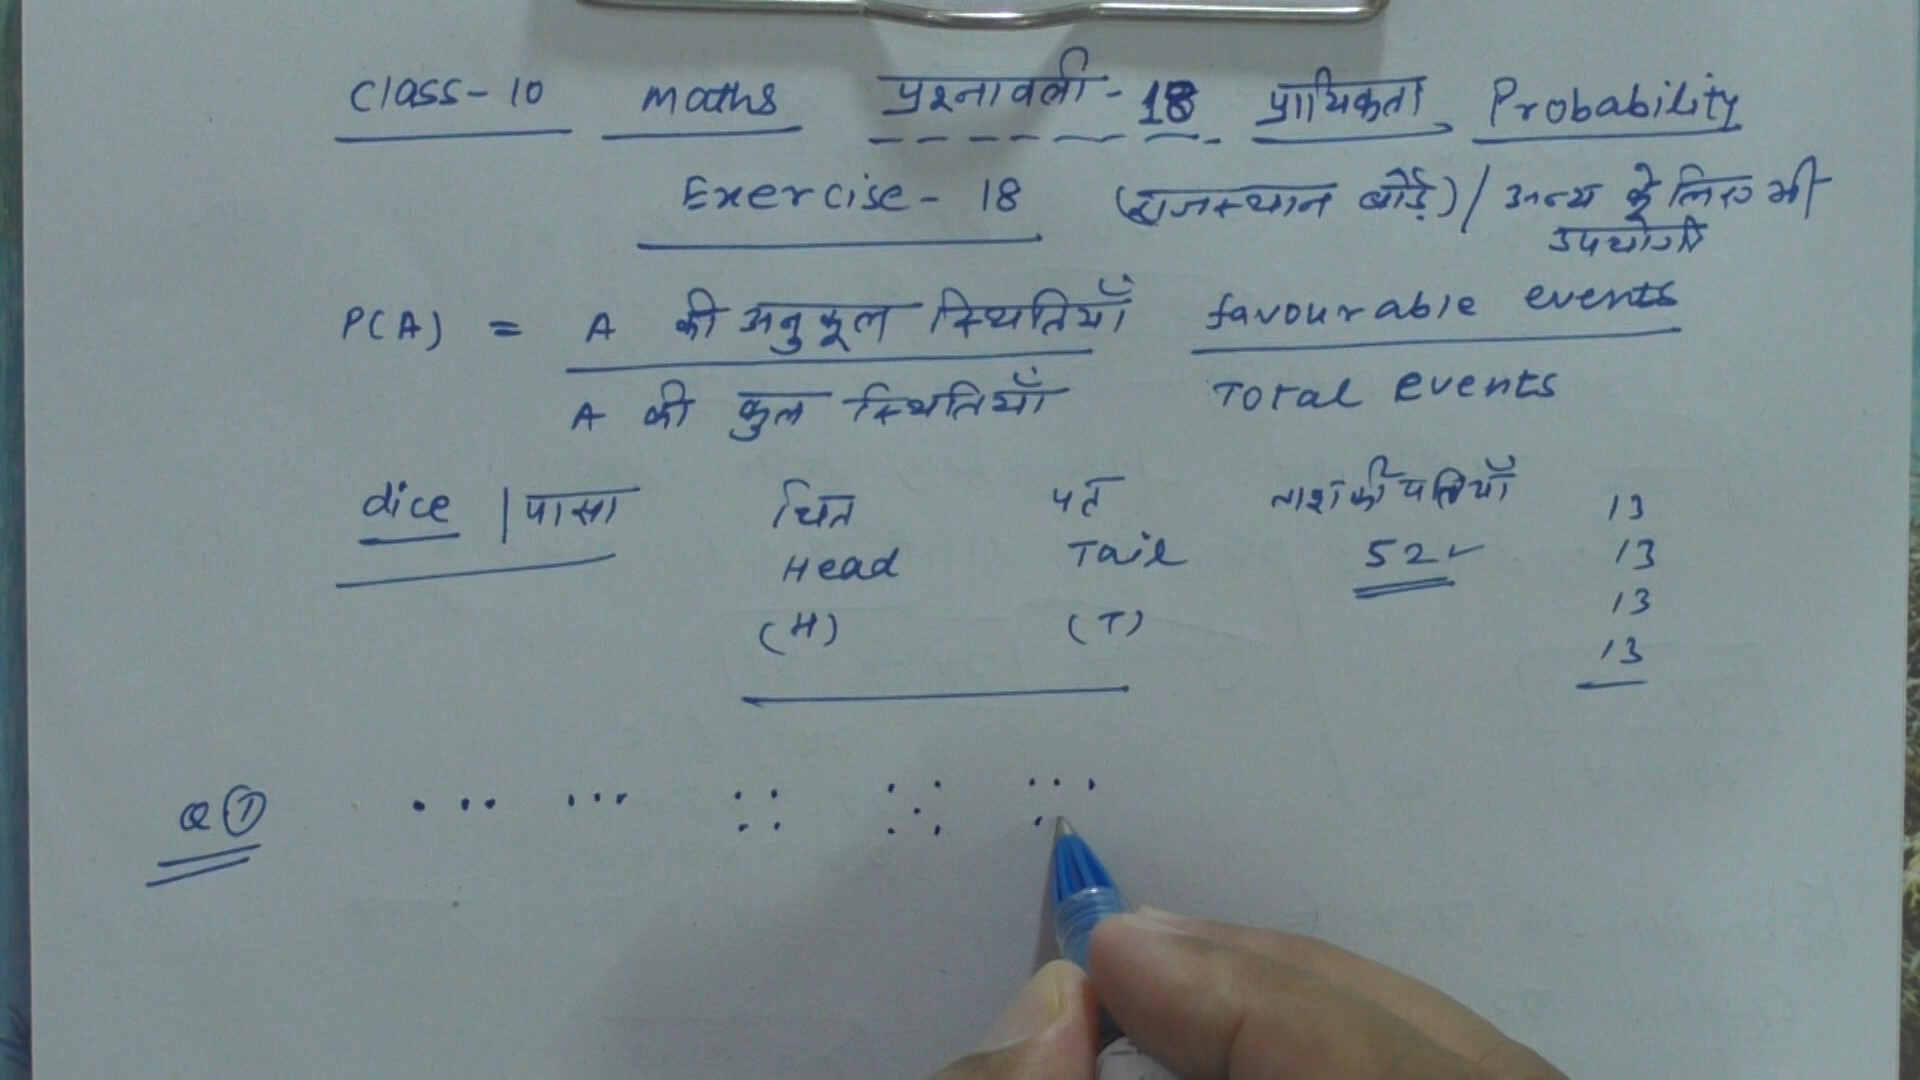 Class-10 maths प्रश्नावली-18 प्रायिकता Probability
Exercise-18 (राजस्थान बोर्ड) / अन्य के लिए भी
उपयोगी
P(A) = A की अनुकूल स्थितियाँ favourable events
A की कुल स्थितियाँ Total events
dice | पासा चित पट ताश की पत्तियाँ 13
Head Tail 52 ✓ 13
(H) (T) 13
13
Q ①